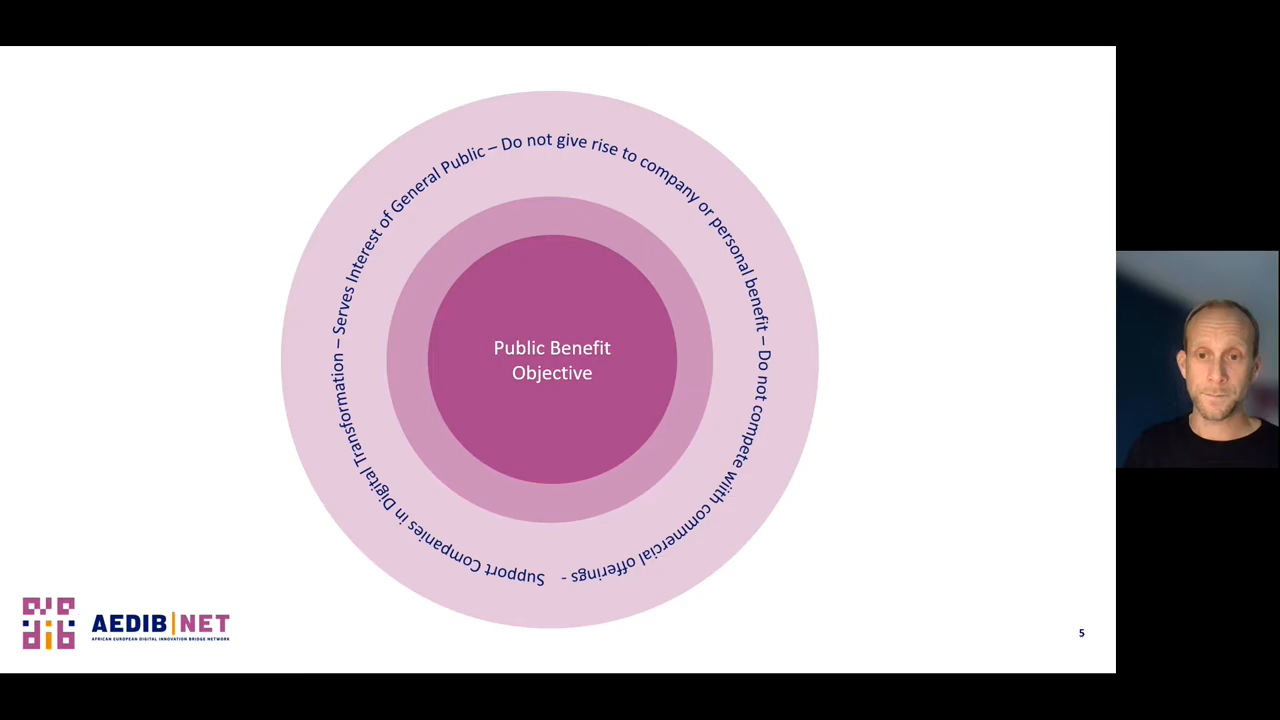 Support Companies in Digital Transformation – Serves Interest of General Public – Do not give rise to company or personal benefit – Do not compete wiith commercial offerings -
Public Benefit
Objective
AEDIB|NET
AFRICAN EUROPEAN DIGITAL INNOVATION BRIDGE NETWORK
5